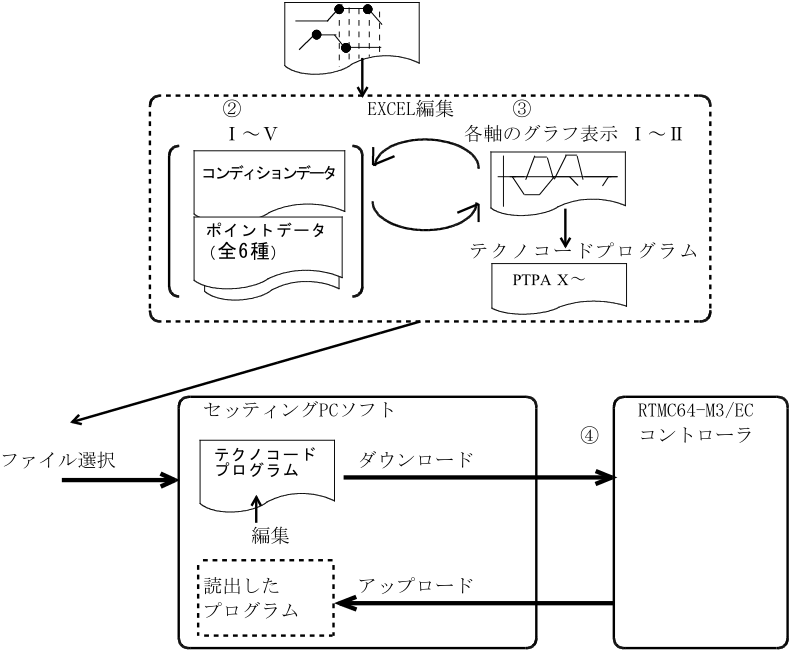 ②
EXCEL編集
③
Ⅰ～Ⅴ
各軸のグラフ表示 Ⅰ～Ⅱ
コンディションデータ
ポイントデータ
(全6種)
テクノコードプログラム
PTPA X～
セッティングPCソフト
RTMC64-M3/EC
コントローラ
④
ファイル選択
テクノコード
プログラム
ダウンロード
編集
読出した
プログラム
アップロード